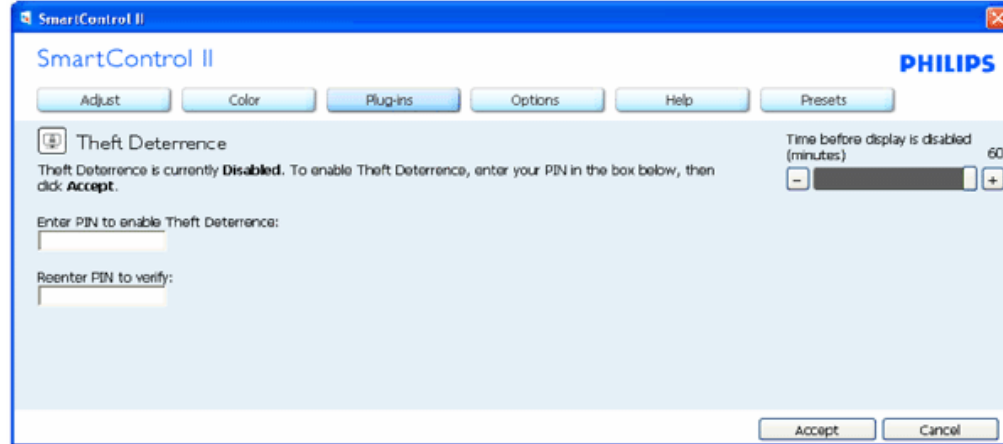 SmartControl II
SmartControl II
PHILIPS
Adjust
Color
Plug-ins
Options
Help
Presets
Theft Deterrence
Theft Deterrence is currently Disabled. To enable Theft Deterrence, enter your PIN in the box below, then
click Accept.
Time before display is disabled
(minutes) 60
- +
Enter PIN to enable Theft Deterrence:
Reenter PIN to verify:
Accept
Cancel